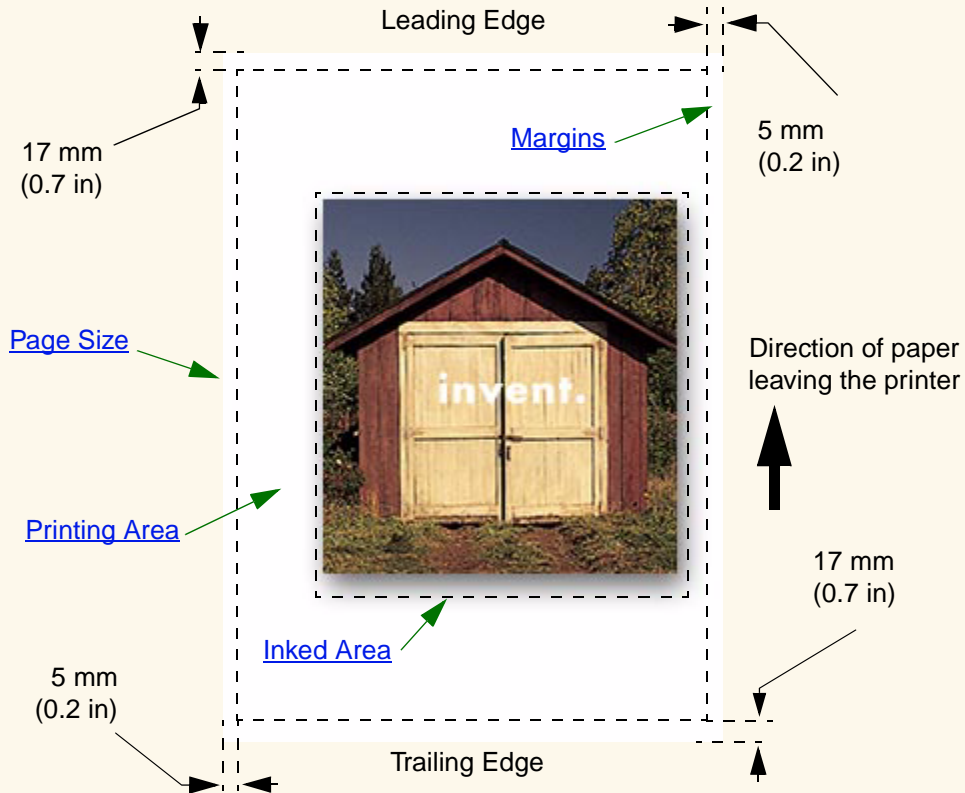 Leading Edge
17 mm
(0.7 in)
5 mm
(0.2 in)
Margins
Page Size
invent.
Direction of paper
leaving the printer
Printing Area
17 mm
(0.7 in)
Inked Area
5 mm
(0.2 in)
Trailing Edge